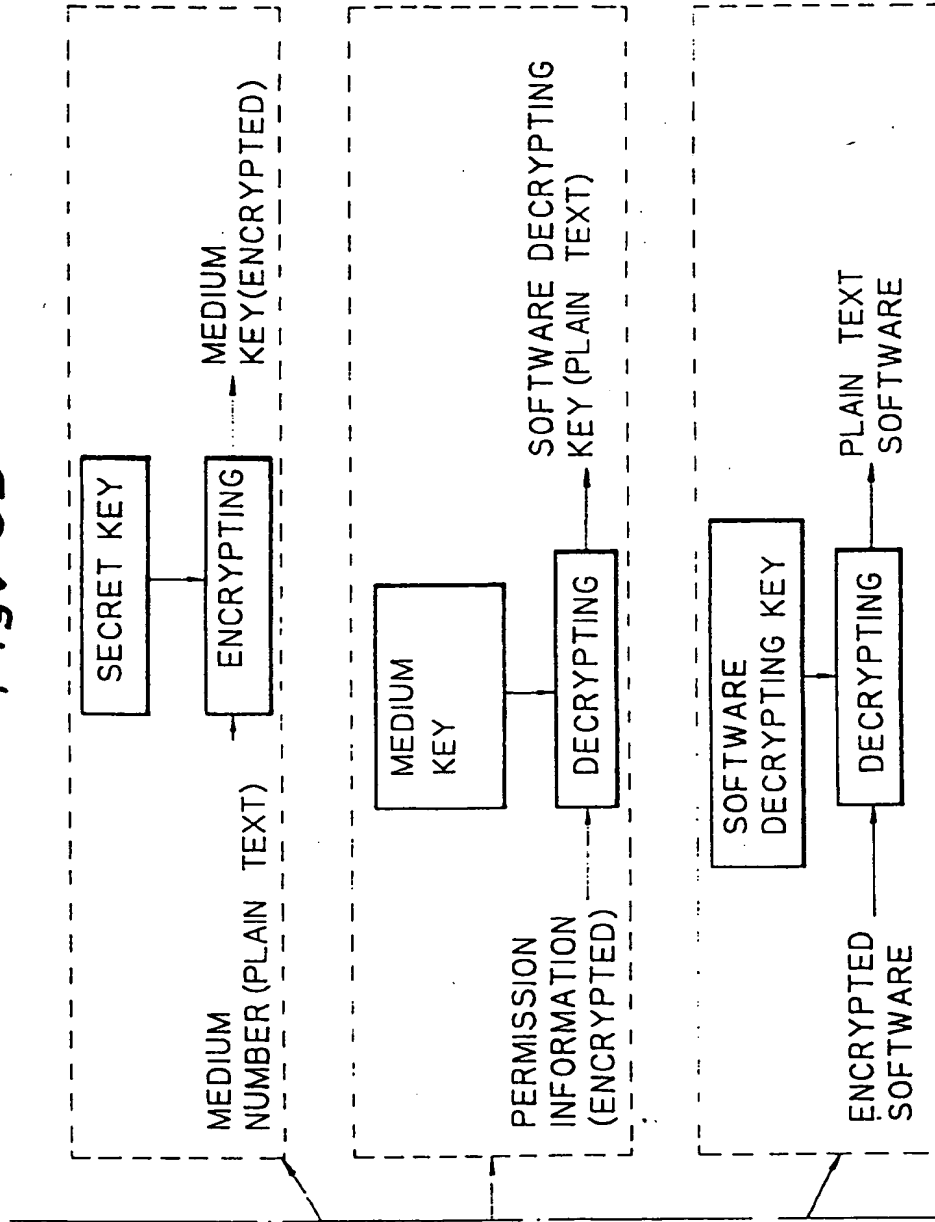 SECRET KEY
MEDIUM
NUMBER(PLAIN TEXT)
ENCRYPTING
MEDIUM
KEY(ENCRYPTED)
MEDIUM
KEY
PERMISSION
INFORMATION
(ENCRYPTED)
DECRYPTING
SOFTWARE DECRYPTING
KEY(PLAIN TEXT)
SOFTWARE
DECRYPTING KEY
ENCRYPTED
SOFTWARE
DECRYPTING
PLAIN TEXT
SOFTWARE